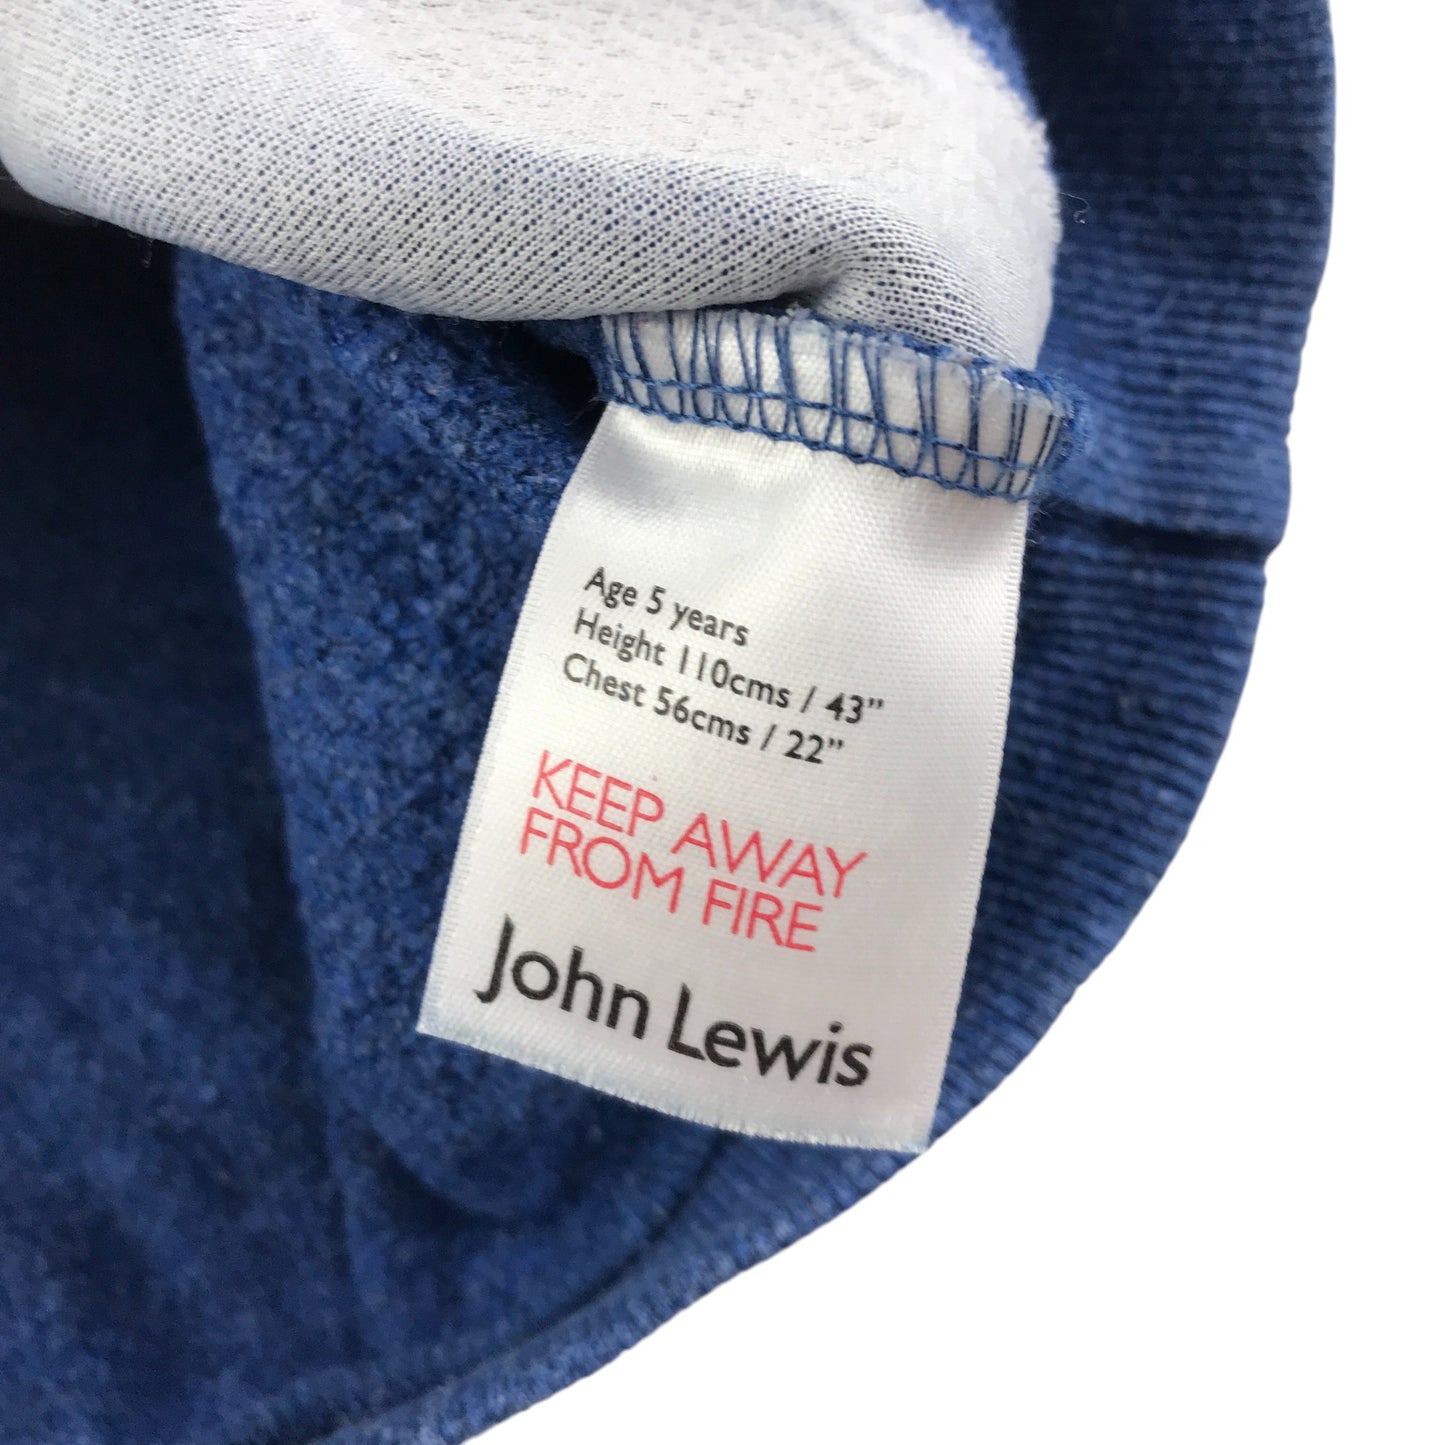 Age 5 years
Height 110cms / 43”
Chest 56cms / 22”
KEEP AWAY
FROM FIRE
John Lewis